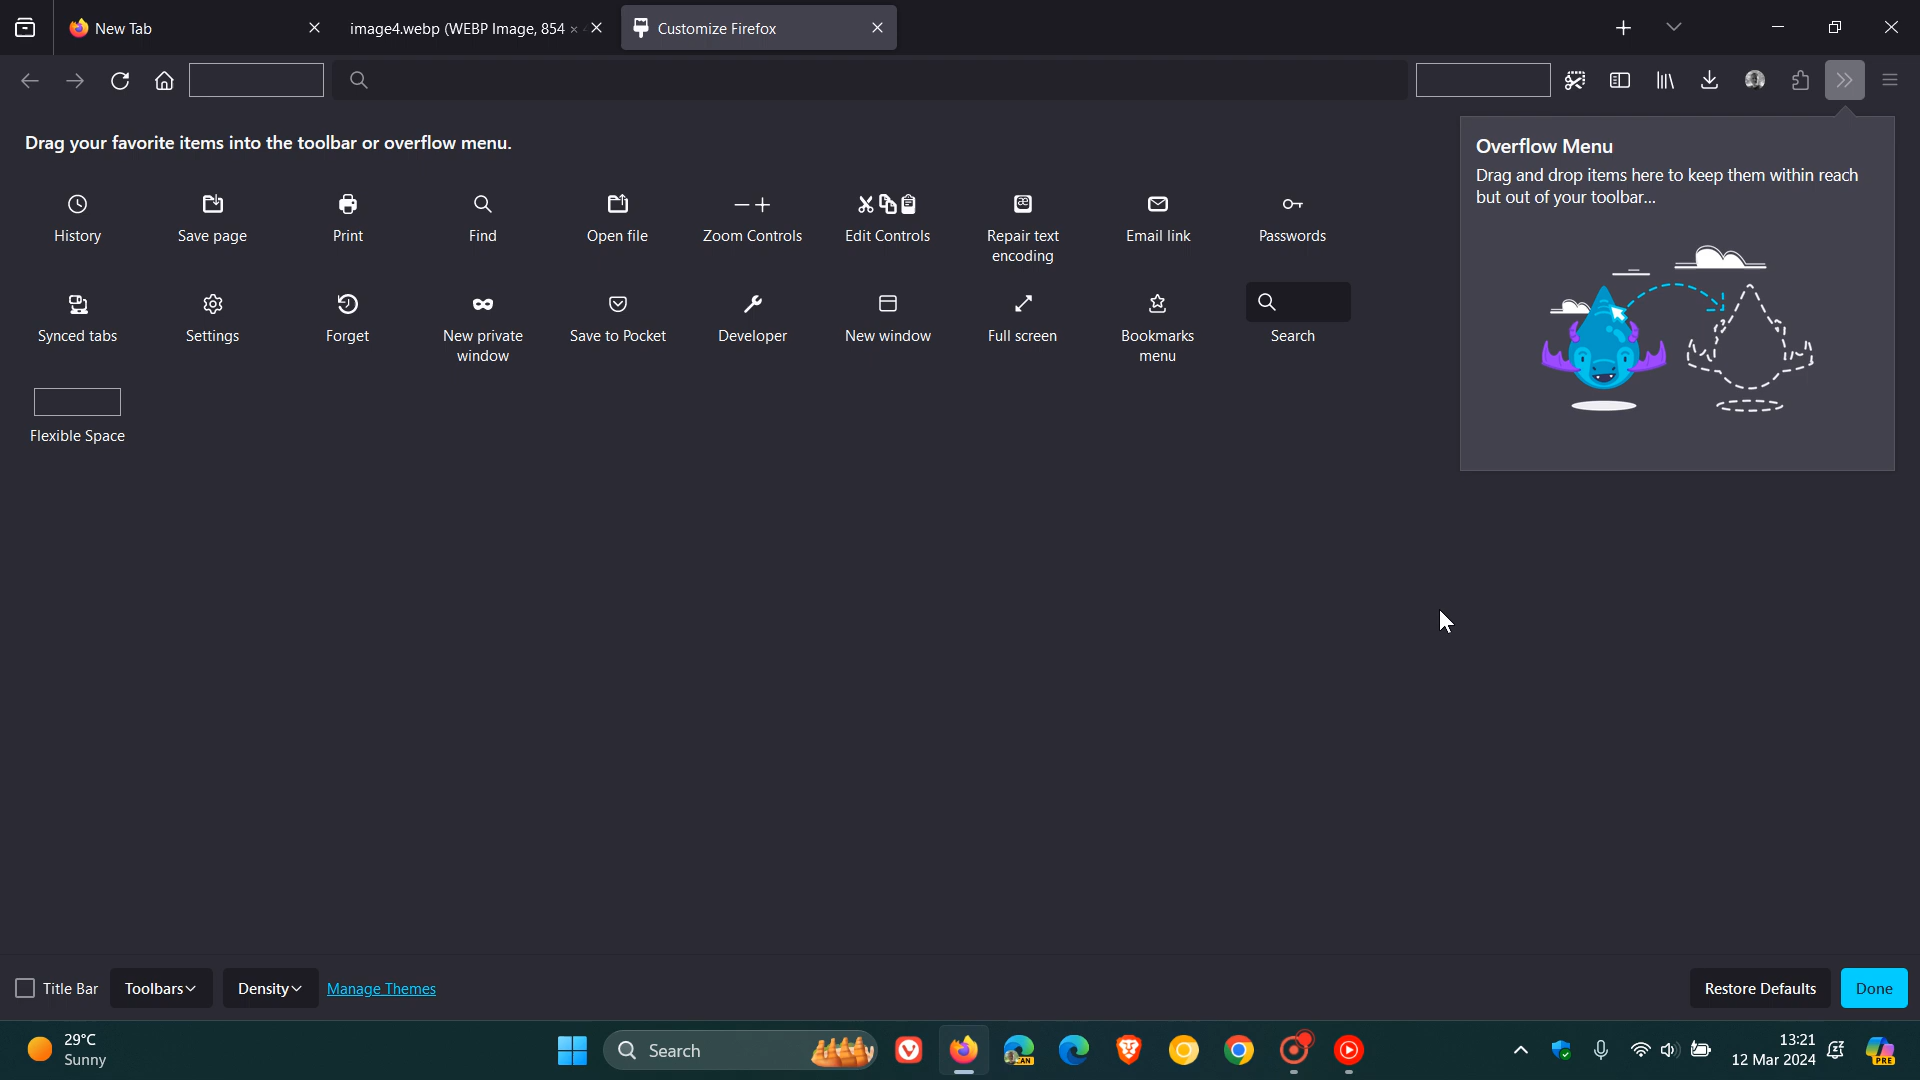 New Tab
image4.webp (WEBP Image, 854 ×
Customize Firefox
Drag your favorite items into the toolbar or overflow menu.
Overflow Menu
Drag and drop items here to keep them within reach
but out of your toolbar...
History
Save page
Print
Find
Open file
Zoom Controls
Edit Controls
Repair text
encoding
Email link
Passwords
Synced tabs
Settings
Forget
New private
window
Save to Pocket
Developer
New window
Full screen
Bookmarks
menu
Search
Flexible Space
Title Bar
Toolbars
Density
Manage Themes
Restore Defaults
Done
29°C
Sunny
Search
CAN
13:21
12 Mar 2024
PRE